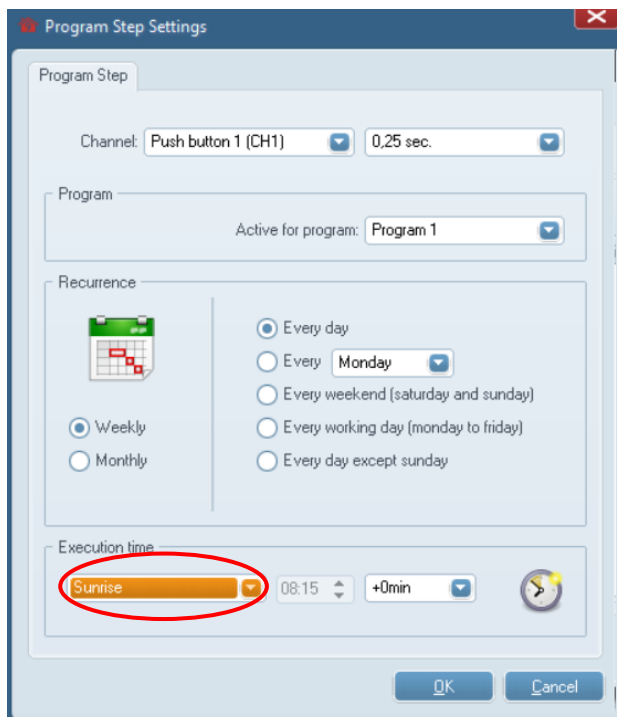 Program Step Settings
Program Step
Channel: Push button 1 (CH1) 0,25 sec.
Program
Active for program: Program 1
Recurrence
Every day
Every Monday
Every weekend (saturday and sunday)
Weekly Every working day (monday to friday)
Monthly Every day except sunday
Execution time
Sunrise 08:15 +0min
OK Cancel